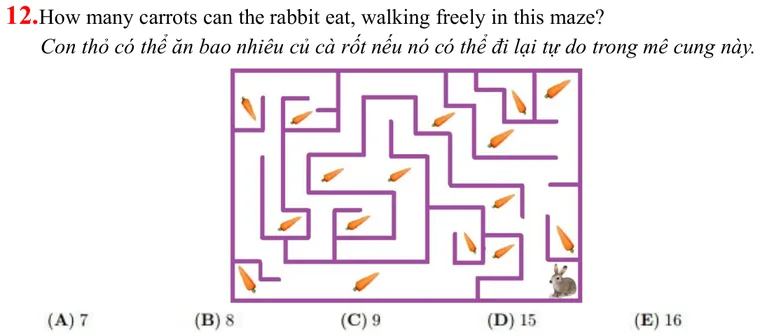 12.How many carrots can the rabbit eat, walking freely in this maze?
Con thỏ có thể ăn bao nhiêu củ cà rốt nếu nó có thể đi lại tự do trong mê cung này.
(A) 7 (B) 8 (C) 9 (D) 15 (E) 16